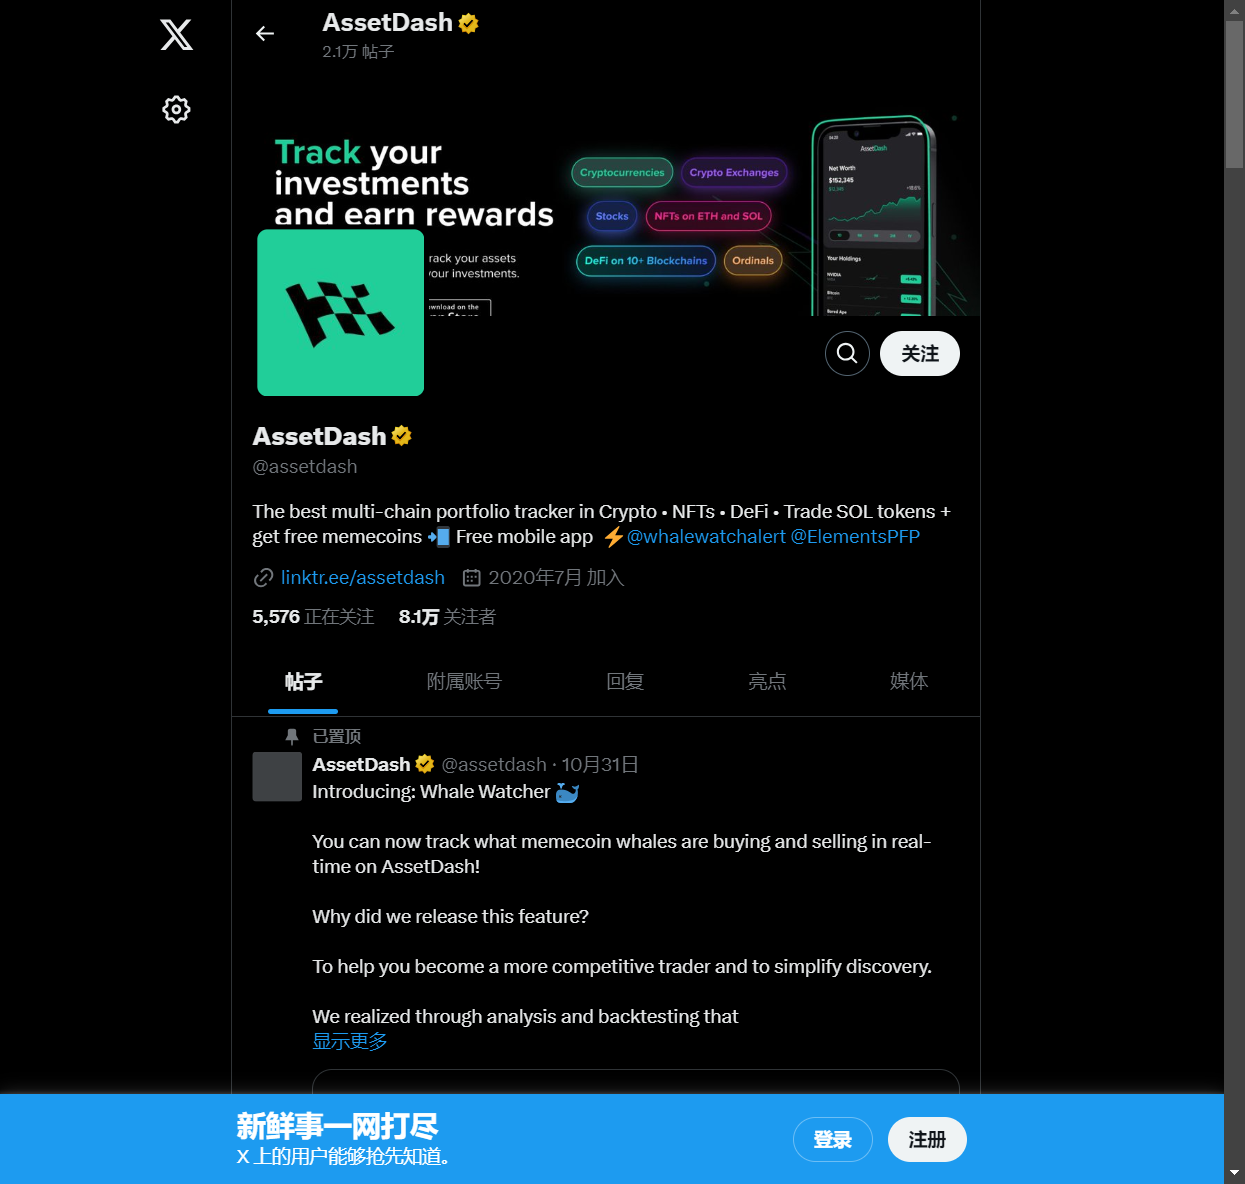 AssetDash
2.1万 帖子
Track your
investments
and earn rewards
rack your assets
your investments.
wnload on the
Cryptocurrencies
Crypto Exchanges
Stocks
NFTs on ETH and SOL
DeFi on 10+ Blockchains
Ordinals
AssetDash
Net Worth
$152,345
Your Holdings
NVIDIA
Bitcoin
Bored Ape
关注
AssetDash
@assetdash
The best multi-chain portfolio tracker in Crypto • NFTs • DeFi • Trade SOL tokens +
get free memecoins 📲 Free mobile app ⚡@whalewatchalert @ElementsPFP
linktr.ee/assetdash 2020年7月 加入
5,576 正在关注 8.1万 关注者
帖子 附属账号 回复 亮点 媒体
已置顶
AssetDash @assetdash · 10月31日
Introducing: Whale Watcher 🐳
You can now track what memecoin whales are buying and selling in real-
time on AssetDash!
Why did we release this feature?
To help you become a more competitive trader and to simplify discovery.
We realized through analysis and backtesting that
显示更多
新鲜事一网打尽
X 上的用户能够抢先知道。
登录
注册